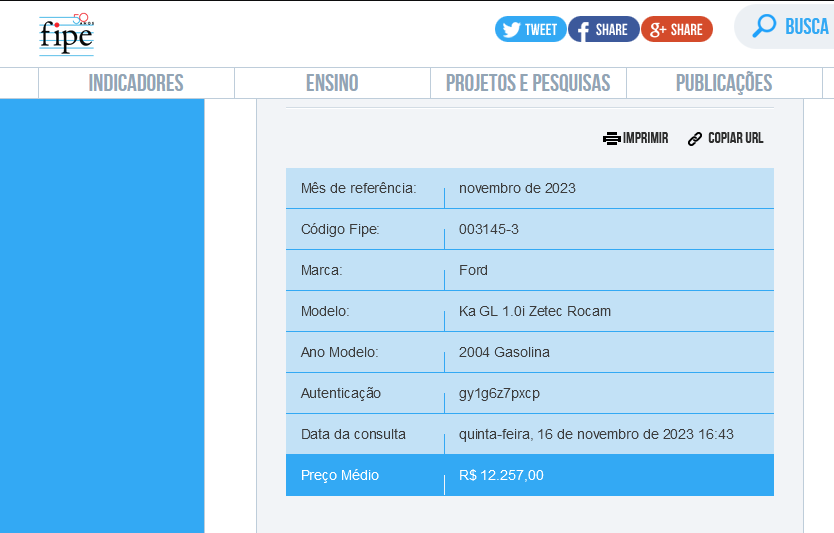 50 ANOS
fipe
TWEET
SHARE
SHARE
BUSCA
INDICADORES ENSINO PROJETOS E PESQUISAS PUBLICAÇÕES
IMPRIMIR COPIAR URL
Mês de referência: novembro de 2023
Código Fipe: 003145-3
Marca: Ford
Modelo: Ka GL 1.0i Zetec Rocam
Ano Modelo: 2004 Gasolina
Autenticação gy1g6z7pxcp
Data da consulta quinta-feira, 16 de novembro de 2023 16:43
Preço Médio R$ 12.257,00